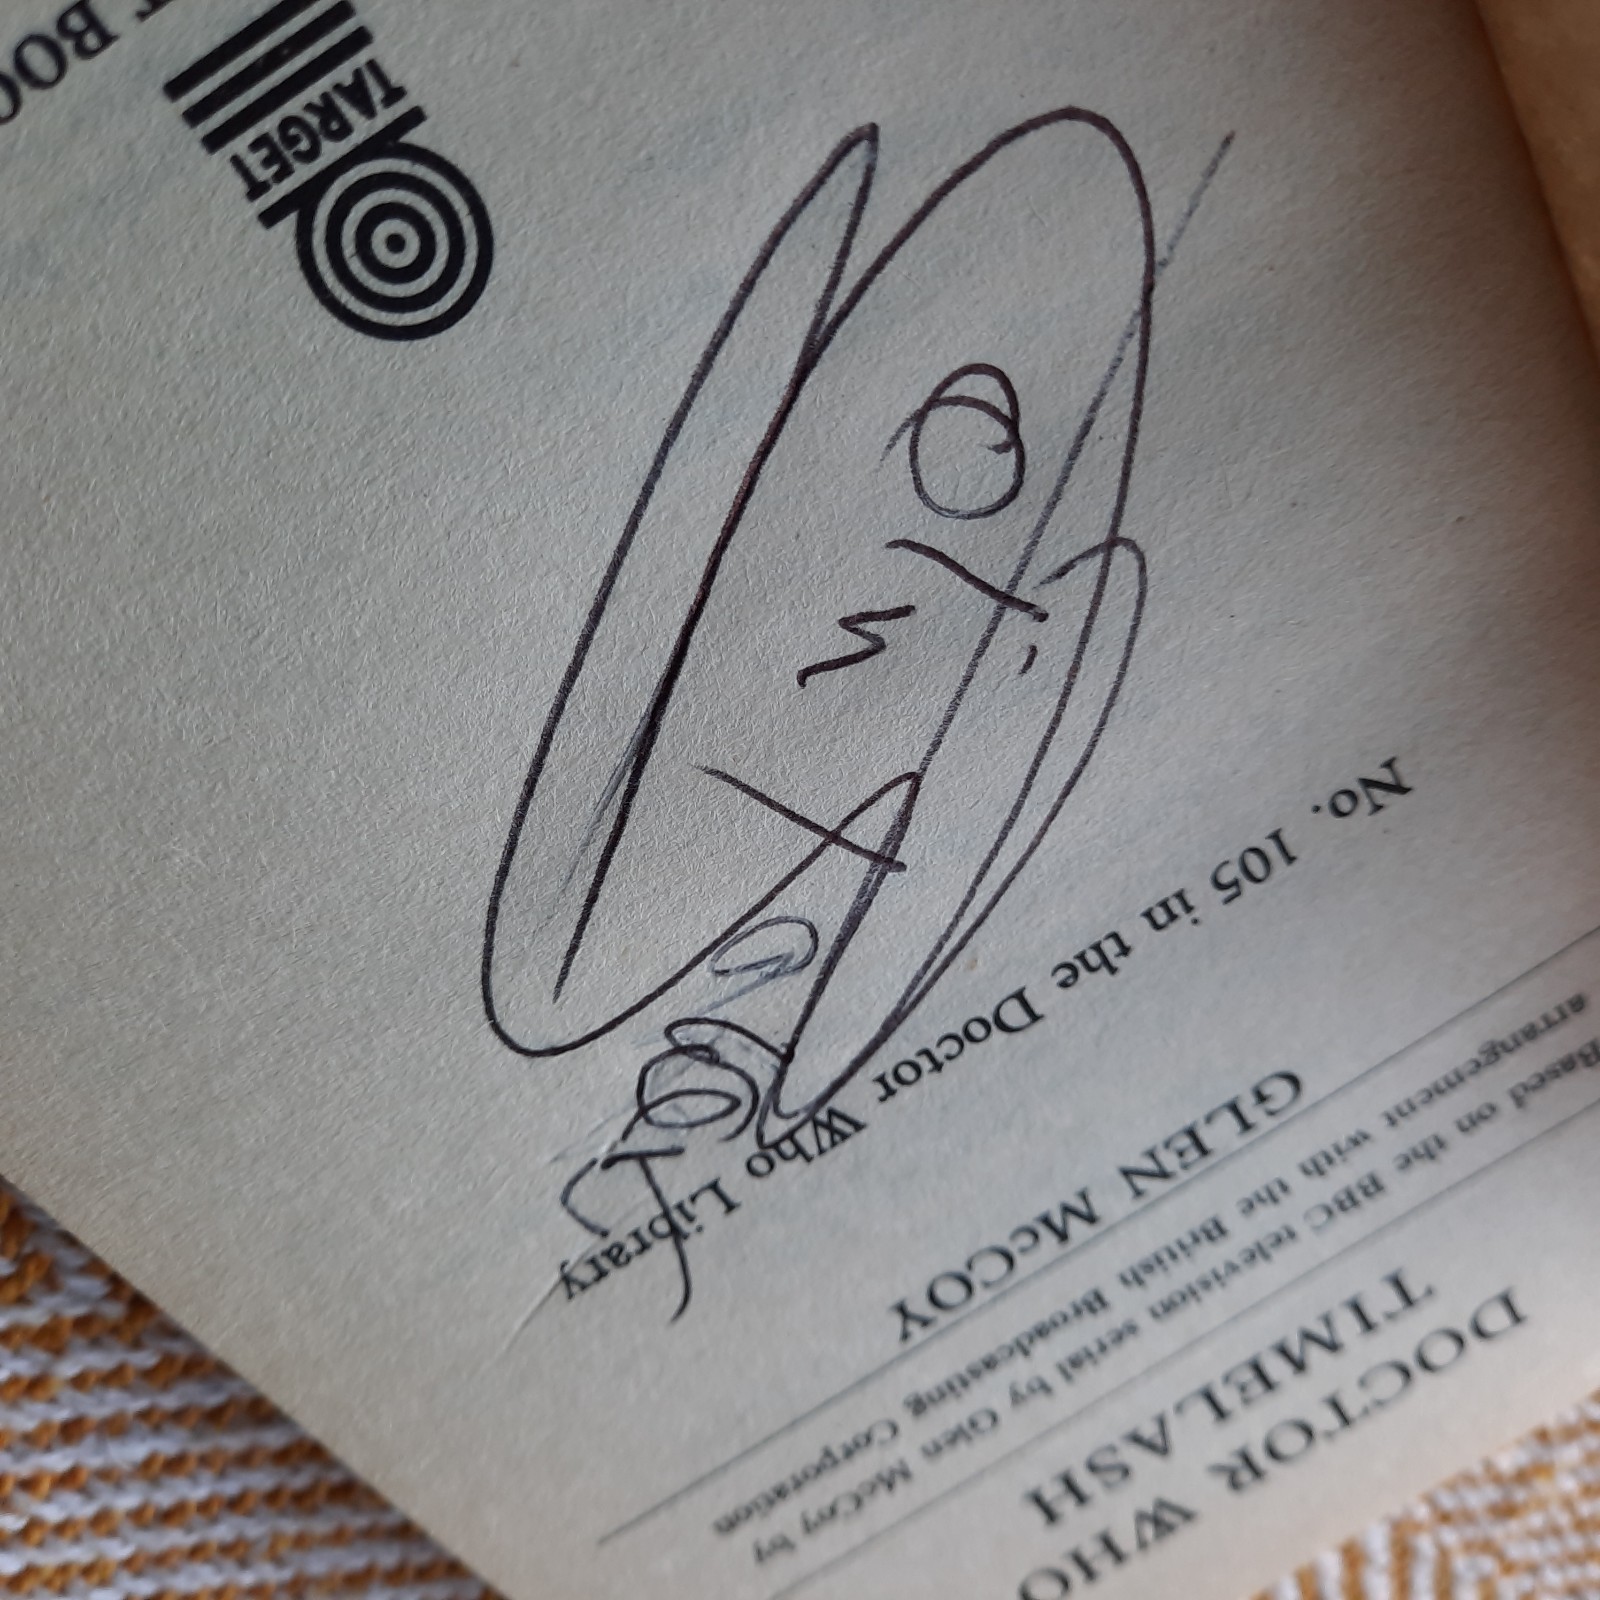 DOCTOR WHO
TIMELASH
Based on the BBC television serial by Glen McCoy by
arrangement with the British Broadcasting Corporation
GLEN McCOY
No. 105 in the Doctor Who Library
TARGET